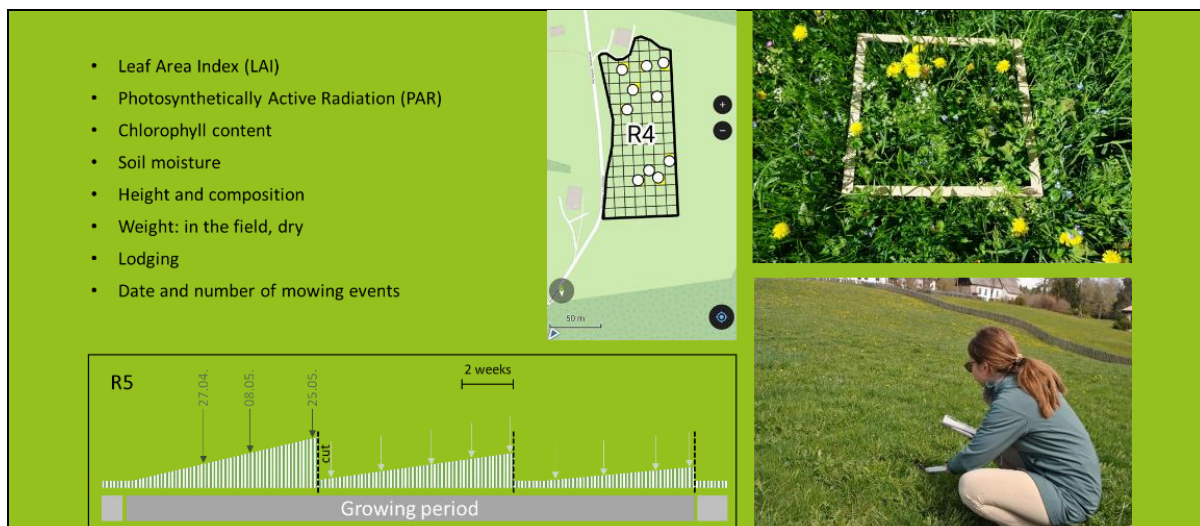 Leaf Area Index (LAI)
Photosynthetically Active Radiation (PAR)
Chlorophyll content
Soil moisture
Height and composition
Weight: in the field, dry
Lodging
Date and number of mowing events
R4
50 m
R5
27.04.
08.05.
25.05.
cut
2 weeks
Growing period